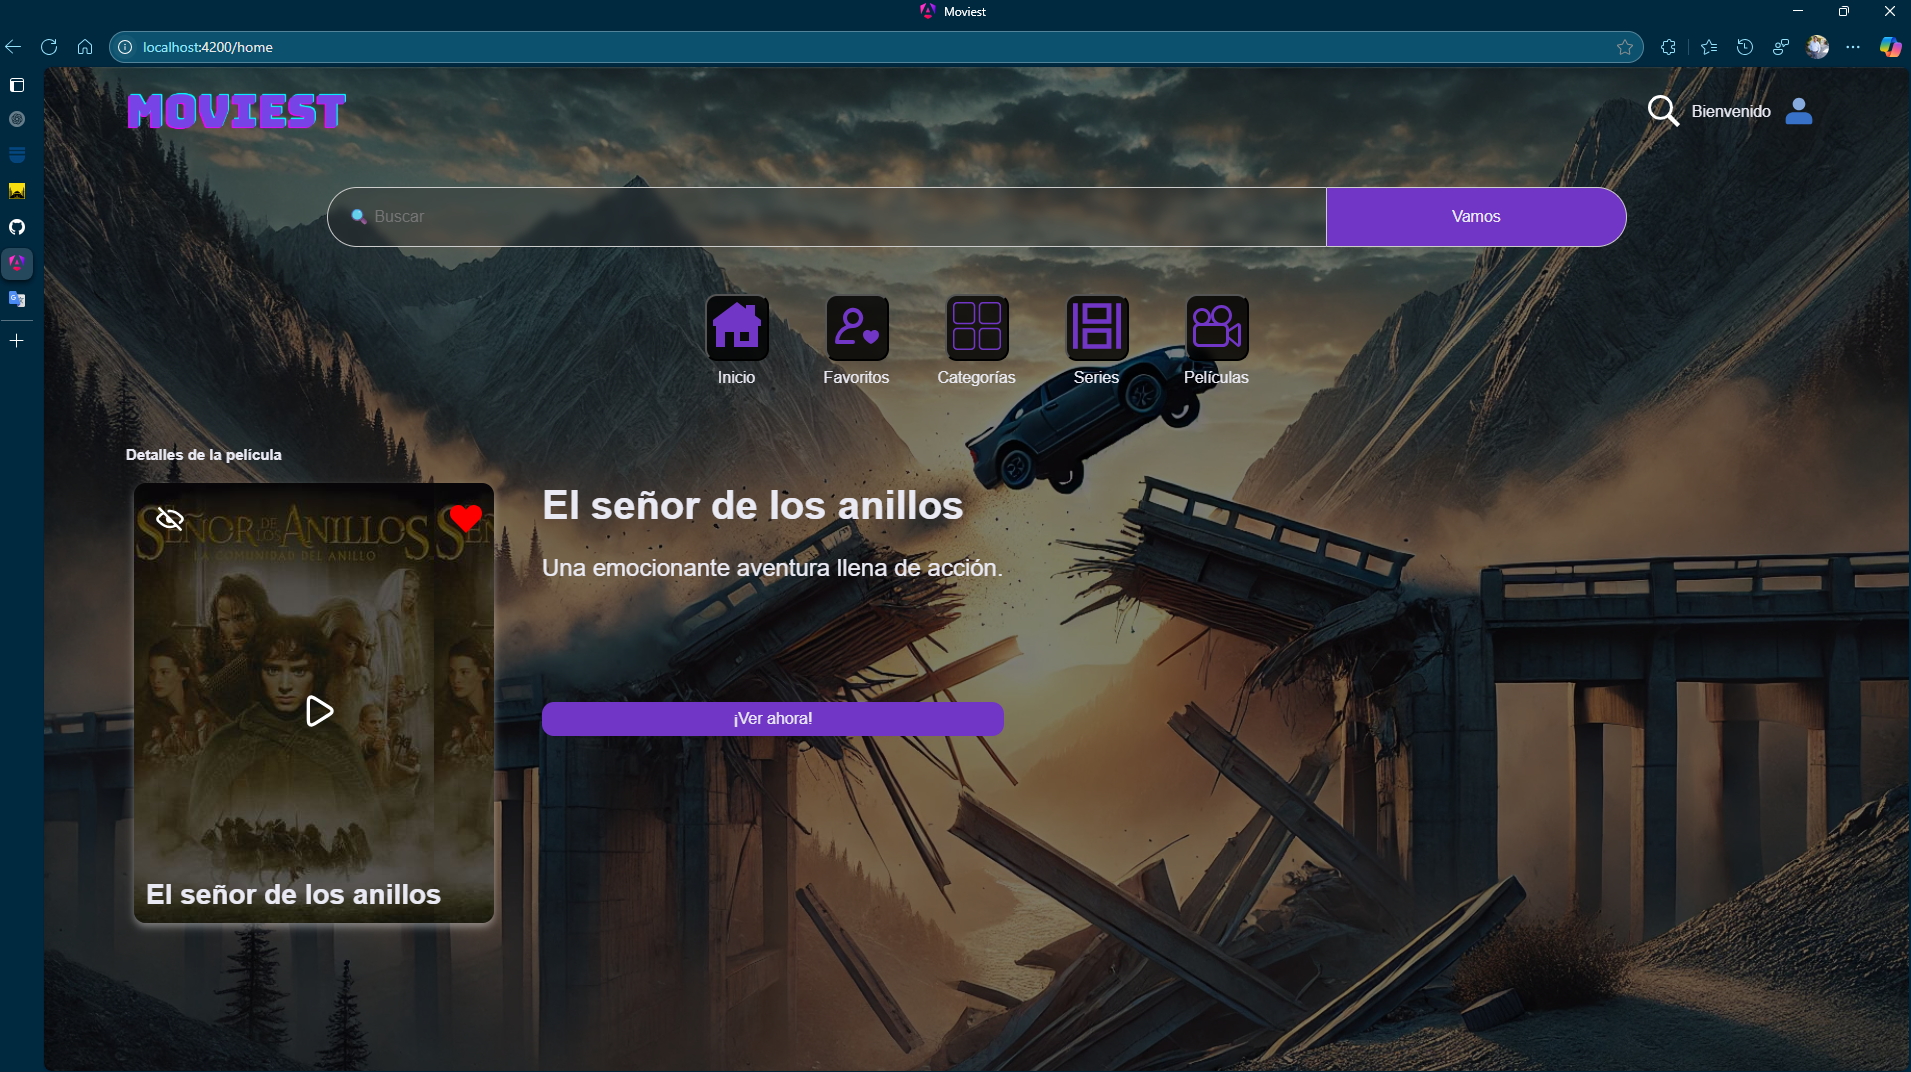 Moviest
localhost:4200/home
MOVIEST
Bienvenido
Buscar
Vamos
Inicio
Favoritos
Categorías
Series
Películas
Detalles de la película
SEÑOR DE LOS ANILLOS
LA COMUNIDAD DEL ANILLO
SEÑ
El señor de los anillos
El señor de los anillos
Una emocionante aventura llena de acción.
¡Ver ahora!